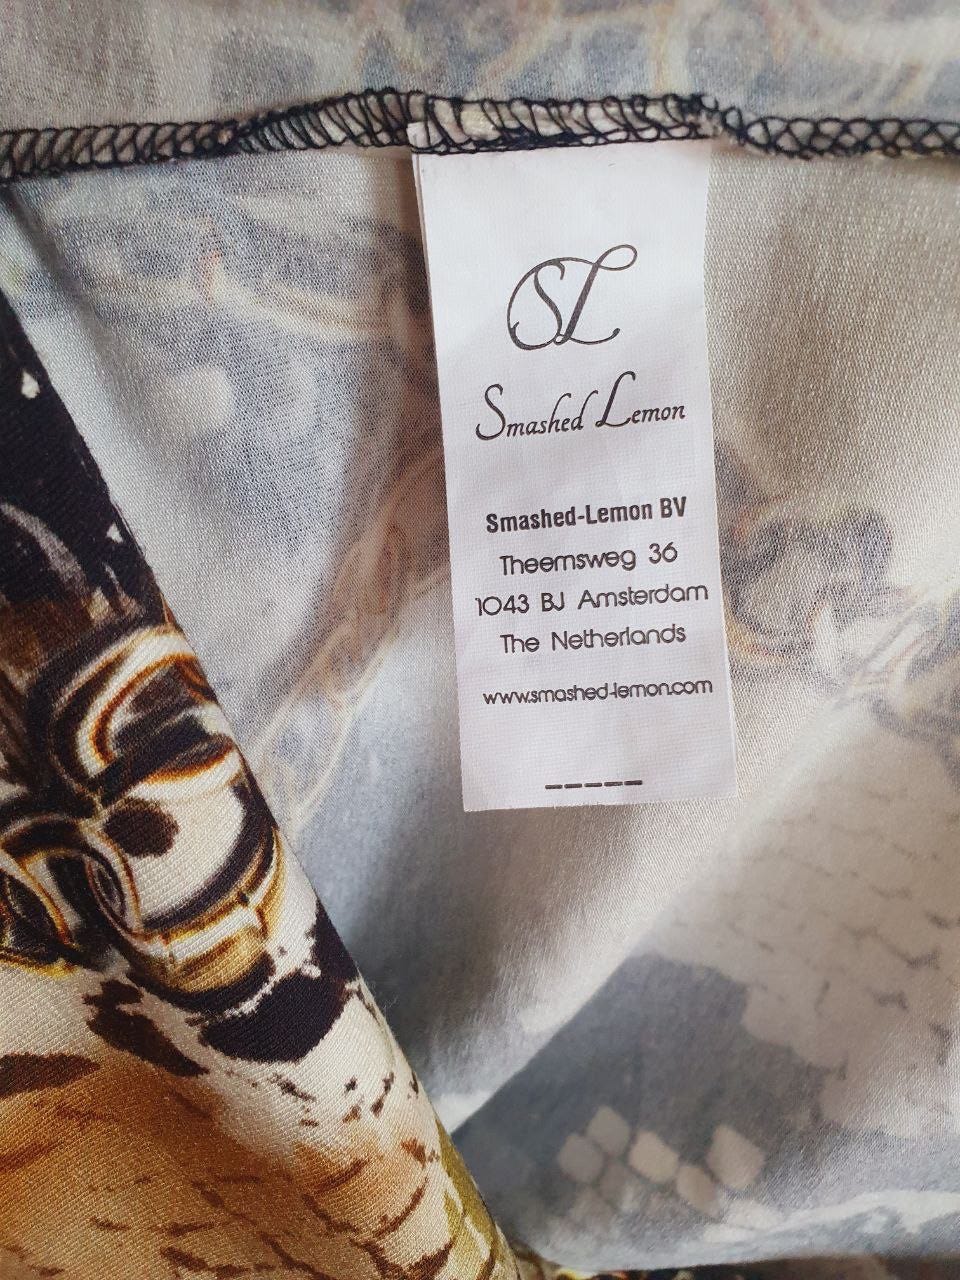 SL
Smashed Lemon
Smashed-Lemon BV
Theemsweg 36
1043 BJ Amsterdam
The Netherlands
www.smashed-lemon.com
-----